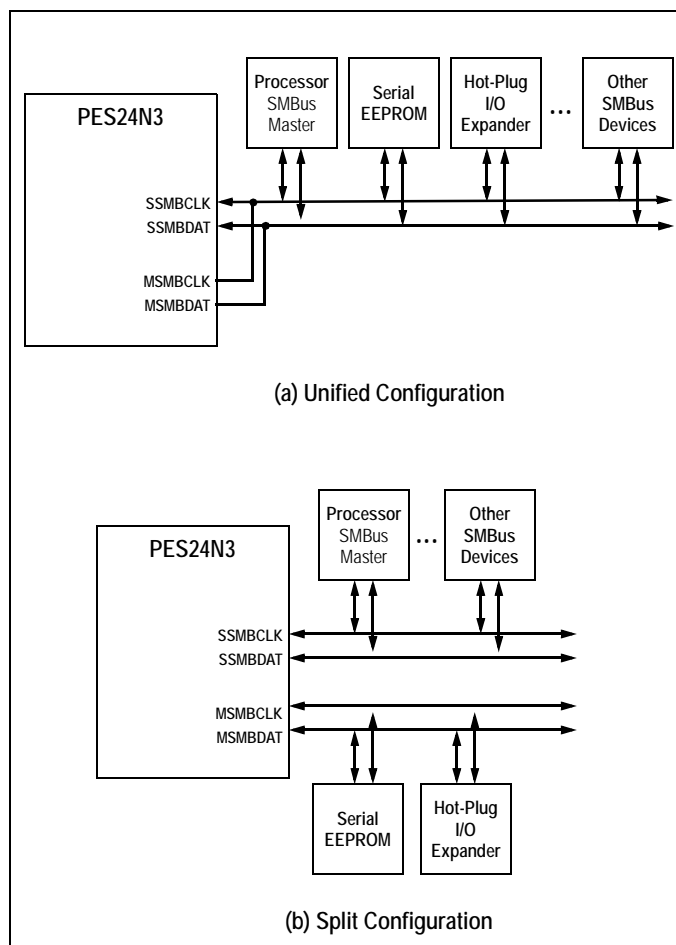 PES24N3
Processor
SMBus
Master
Serial
EEPROM
Hot-Plug
I/O
Expander
...
Other
SMBus
Devices
SSMBCLK
SSMBDAT
MSMBCLK
MSMBDAT
(a) Unified Configuration
PES24N3
Processor
SMBus
Master
...
Other
SMBus
Devices
SSMBCLK
SSMBDAT
MSMBCLK
MSMBDAT
Serial
EEPROM
Hot-Plug
I/O
Expander
(b) Split Configuration